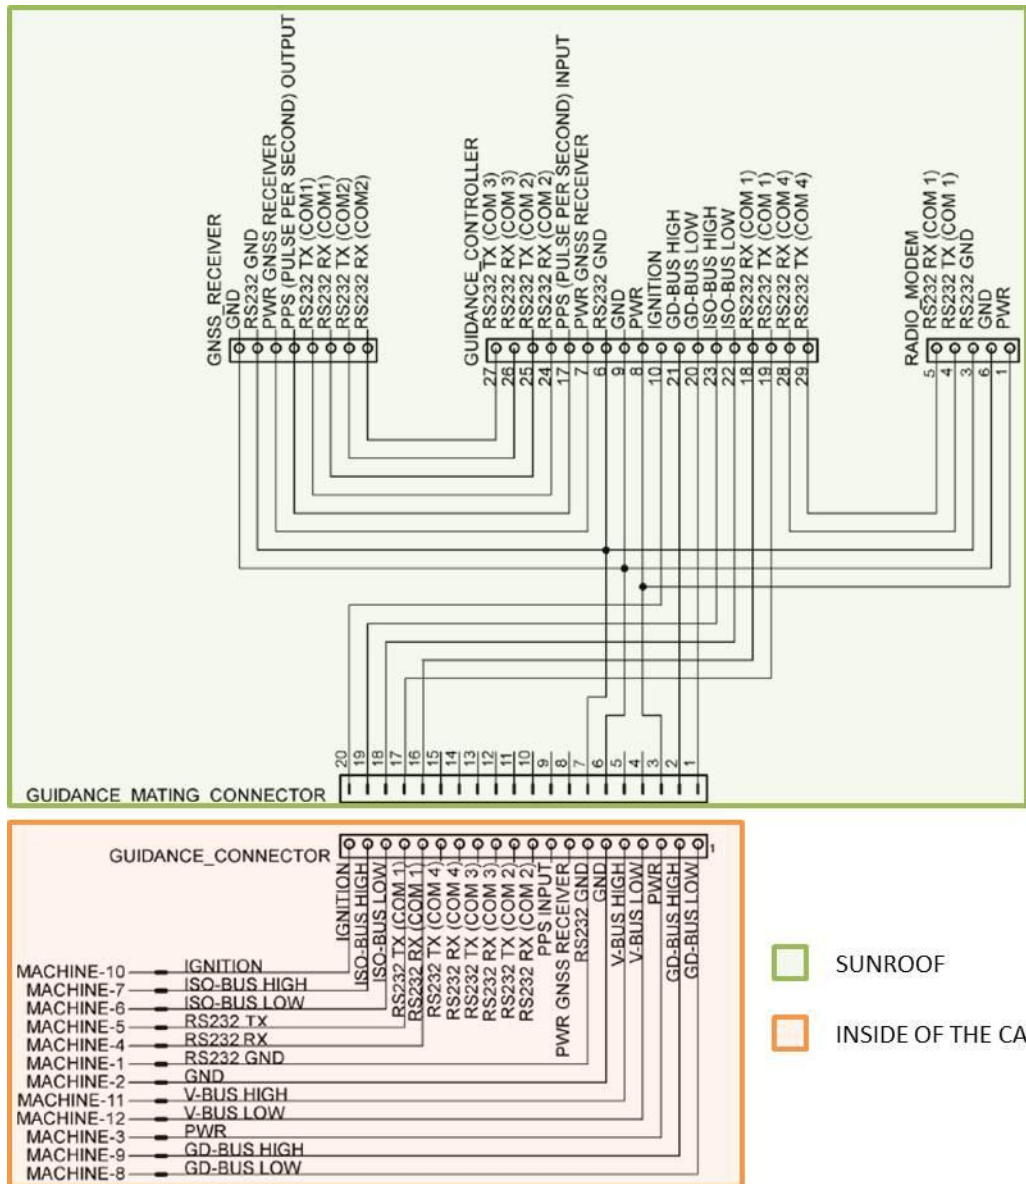 GNSS_RECEIVER
GND
RS232 GND
PWR GNSS RECEIVER
PPS (PULSE PER SECOND) OUTPUT
RS232 TX (COM1)
RS232 RX (COM1)
RS232 TX (COM2)
RS232 RX (COM2)
GUIDANCE_CONTROLLER
27 RS232 TX (COM 3)
26 RS232 RX (COM 3)
25 RS232 TX (COM 2)
24 RS232 RX (COM 2)
17 PPS (PULSE PER SECOND) INPUT
7 PWR GNSS RECEIVER
6 RS232 GND
9 GND
8 PWR
10 IGNITION
21 GD-BUS HIGH
20 GD-BUS LOW
23 ISO-BUS HIGH
22 ISO-BUS LOW
18 RS232 RX (COM 1)
19 RS232 TX (COM 1)
28 RS232 RX (COM 4)
29 RS232 TX (COM 4)
RADIO_MODEM
5 RS232 RX (COM 1)
4 RS232 TX (COM 1)
3 RS232 GND
6 GND
1 PWR
20
19
18
17
16
15
14
13
12
11
10
9
8
7
6
5
4
3
2
1
GUIDANCE_MATING_CONNECTOR
GUIDANCE_CONNECTOR
1
IGNITION
ISO-BUS HIGH
ISO-BUS LOW
RS232 TX (COM 1)
RS232 RX (COM 1)
RS232 TX (COM 4)
RS232 RX (COM 4)
RS232 TX (COM 3)
RS232 RX (COM 3)
RS232 TX (COM 2)
RS232 RX (COM 2)
PPS INPUT
PWR GNSS RECEIVER
RS232 GND
GND
V-BUS HIGH
V-BUS LOW
PWR
GD-BUS HIGH
GD-BUS LOW
MACHINE-10 IGNITION
MACHINE-7 ISO-BUS HIGH
MACHINE-6 ISO-BUS LOW
MACHINE-5 RS232 TX
MACHINE-4 RS232 RX
MACHINE-1 RS232 GND
MACHINE-2 GND
MACHINE-11 V-BUS HIGH
MACHINE-12 V-BUS LOW
MACHINE-3 PWR
MACHINE-9 GD-BUS HIGH
MACHINE-8 GD-BUS LOW
SUNROOF
INSIDE OF THE CA